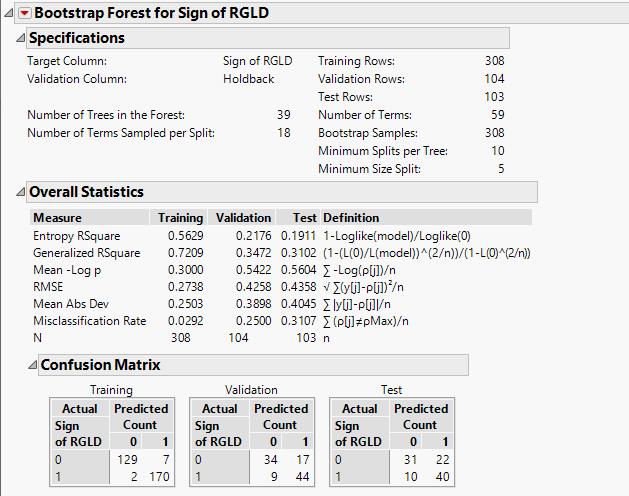 Bootstrap Forest for Sign of RGLD
Specifications
Target Column: Sign of RGLD Training Rows: 308
Validation Column: Holdback Validation Rows: 104
Test Rows: 103
Number of Trees in the Forest: 39 Number of Terms: 59
Number of Terms Sampled per Split: 18 Bootstrap Samples: 308
Minimum Splits per Tree: 10
Minimum Size Split: 5
Overall Statistics
Measure Training Validation Test Definition
Entropy RSquare 0.5629 0.2176 0.1911 1-Loglike(model)/Loglike(0)
Generalized RSquare 0.7209 0.3472 0.3102 (1-(L(0)/L(model))^(2/n))/(1-L(0)^(2/n))
Mean -Log p 0.3000 0.5422 0.5604 ∑ -Log(ρ[j])/n
RMSE 0.2738 0.4258 0.4358 √ ∑(y[j]-ρ[j])²/n
Mean Abs Dev 0.2503 0.3898 0.4045 ∑ |y[j]-ρ[j]|/n
Misclassification Rate 0.0292 0.2500 0.3107 ∑ (ρ[j]≠ρMax)/n
N 308 104 103 n
Confusion Matrix
Training Validation Test
Actual Predicted Actual Predicted Actual Predicted
Sign Count Sign Count Sign Count
of RGLD 0 1 of RGLD 0 1 of RGLD 0 1
0 129 7 0 34 17 0 31 22
1 2 170 1 9 44 1 10 40